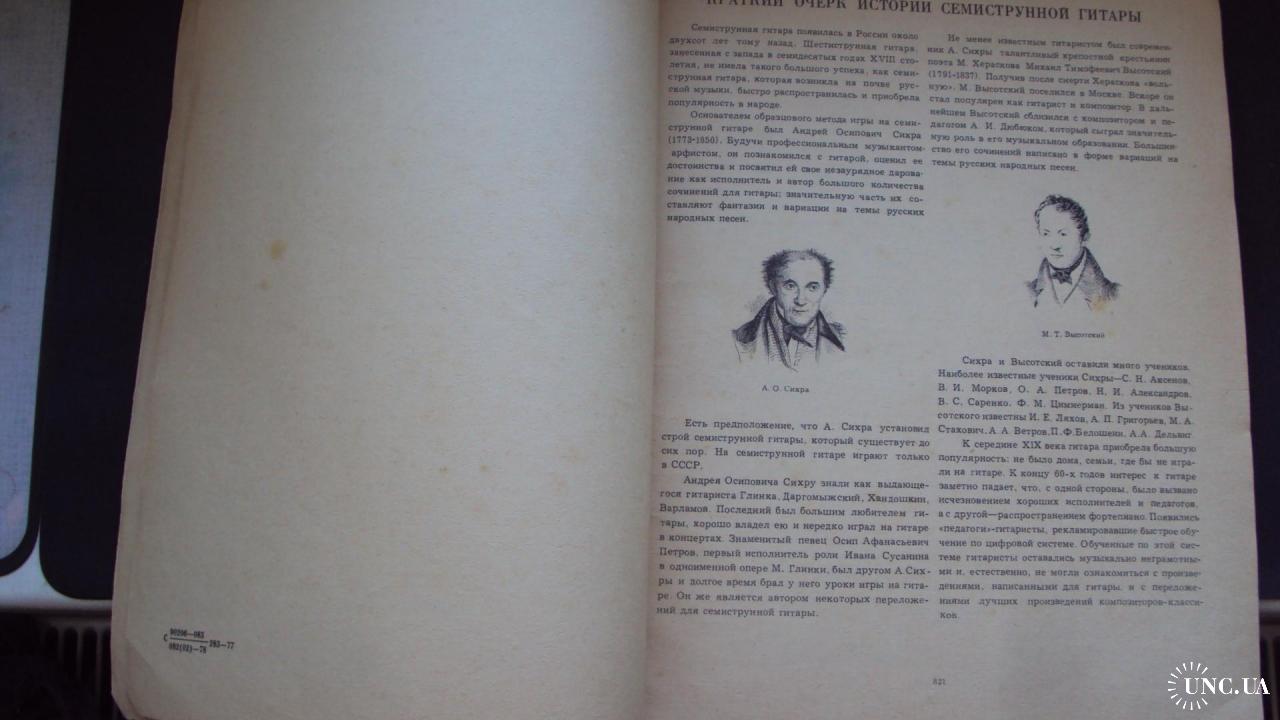 КРАТКИЙ ОЧЕРК ИСТОРИИ СЕМИСТРУННОЙ ГИТАРЫ
Семиструнная гитара появилась в России около
двухсот лет тому назад. Шестиструнная гитара,
занесенная с запада в семидесятых годах XVIII сто-
летия, не имела такого большого успеха, как семи-
струнная гитара, которая возникла на почве рус-
ской музыки, быстро распространилась и приобрела
популярность в народе.
Основателем образцового метода игры на семи-
струнной гитаре был Андрей Осипович Сихра
(1773-1850). Будучи профессиональным музыкантом-
арфистом, он познакомился с гитарой, оценил ее
достоинства и посвятил ей свое незаурядное дарова-
ние как исполнитель и автор большого количества
сочинений для гитары; значительную часть их со-
ставляют фантазии и вариации на темы русских
народных песен.
А. О. Сихра
Есть предположение, что А. Сихра установил
строй семиструнной гитары, который существует до
сих пор. На семиструнной гитаре играют только
в СССР.
Андрея Осиповича Сихру знали как выдающе-
гося гитариста Глинка, Даргомыжский, Хандошкин,
Варламов. Последний был большим любителем ги-
тары, хорошо владел ею и нередко играл на гитаре
в концертах. Знаменитый певец Осип Афанасьевич
Петров, первый исполнитель роли Ивана Сусанина
в одноименной опере М. Глинки, был другом А.Сих-
ры и долгое время брал у него уроки игры на гита-
ре. Он же является автором некоторых переложе-
ний для семиструнной гитары.
Не менее известным гитаристом был современ-
ник А. Сихры талантливый крепостной крестьянин
поэта М. Хераскова Михаил Тимофеевич Высотский
(1791-1837). Получив после смерти Хераскова «воль-
ную», М. Высотский поселился в Москве. Вскоре он
стал популярен как гитарист и композитор. В даль-
нейшем Высотский сблизился с композитором и пе-
дагогом А. И. Дюбюком, который сыграл значитель-
ную роль в его музыкальном образовании. Большин-
ство его сочинений написано в форме вариаций на
темы русских народных песен.
М. Т. Высотский
Сихра и Высотский оставили много учеников.
Наиболее известные ученики Сихры—С. Н. Аксенов,
В. И. Морков, О. А. Петров, Н. И. Александров,
В. С. Саренко, Ф. М. Циммерман. Из учеников Вы-
сотского известны И. Е. Ляхов, А. П. Григорьев, М. А.
Стахович, А. А. Ветров, П.Ф.Белошеин, А.А. Дельвиг.
К середине XIX века гитара приобрела большую
популярность: не было дома, семьи, где бы не игра-
ли на гитаре. К концу 60-х годов интерес к гитаре
заметно падает, что, с одной стороны, было вызвано
исчезновением хороших исполнителей и педагогов,
а с другой—распространением фортепиано. Появились
«педагоги»-гитаристы, рекламировавшие быстрое обу-
чение по цифровой системе. Обученные по этой сис-
теме гитаристы оставались музыкально неграмотны-
ми и, естественно, не могли ознакомиться с произве-
дениями, написанными для гитары, и с переложе-
ниями лучших произведений композиторов-класси-
ков.
С 90206—083
082(02)—78 283—77
821
UNC.UA